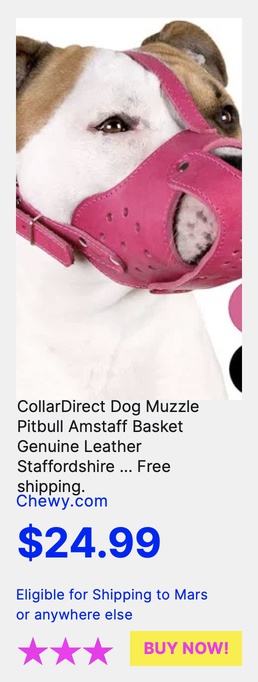 CollarDirect Dog Muzzle
Pitbull Amstaff Basket
Genuine Leather
Staffordshire ... Free
shipping.
Chewy.com
$24.99
Eligible for Shipping to Mars
or anywhere else
BUY NOW!